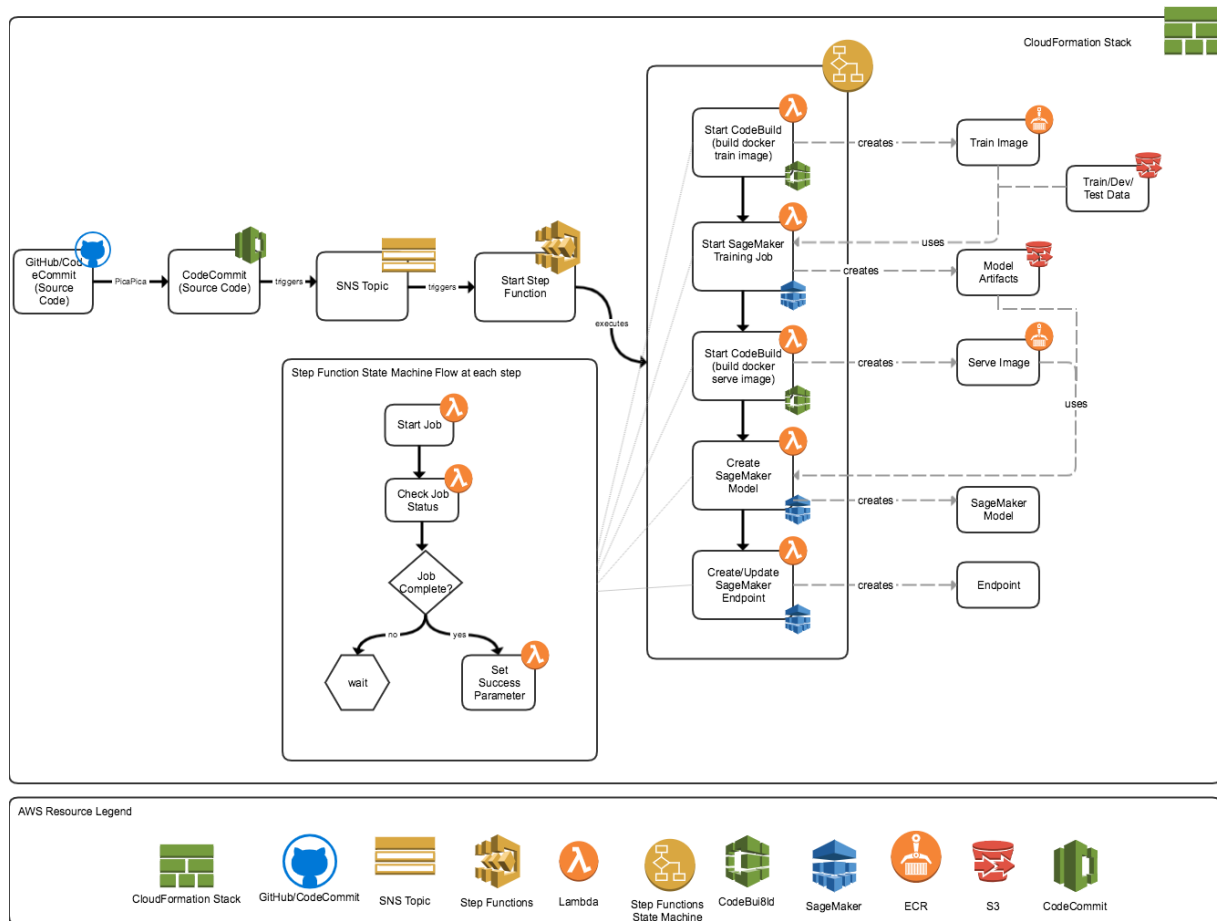 CloudFormation Stack
Start CodeBuild
(build docker
train image)
creates
Train Image
Train/Dev/
Test Data
uses
Start SageMaker
Training Job
creates
Model
Artifacts
GitHub/Cod
eCommit
(Source
Code)
PicaPica
CodeCommit
(Source Code)
triggers
SNS Topic
triggers
Start Step
Function
executes
Start CodeBuild
(build docker
serve image)
creates
Serve Image
uses
Create
SageMaker
Model
creates
SageMaker
Model
Create/Update
SageMaker
Endpoint
creates
Endpoint
Step Function State Machine Flow at each step
Start Job
Check Job
Status
Job
Complete?
no
yes
wait
Set
Success
Parameter
AWS Resource Legend
CloudFormation Stack
GitHub/CodeCommit
SNS Topic
Step Functions
Lambda
Step Functions
State Machine
CodeBui8ld
SageMaker
ECR
S3
CodeCommit